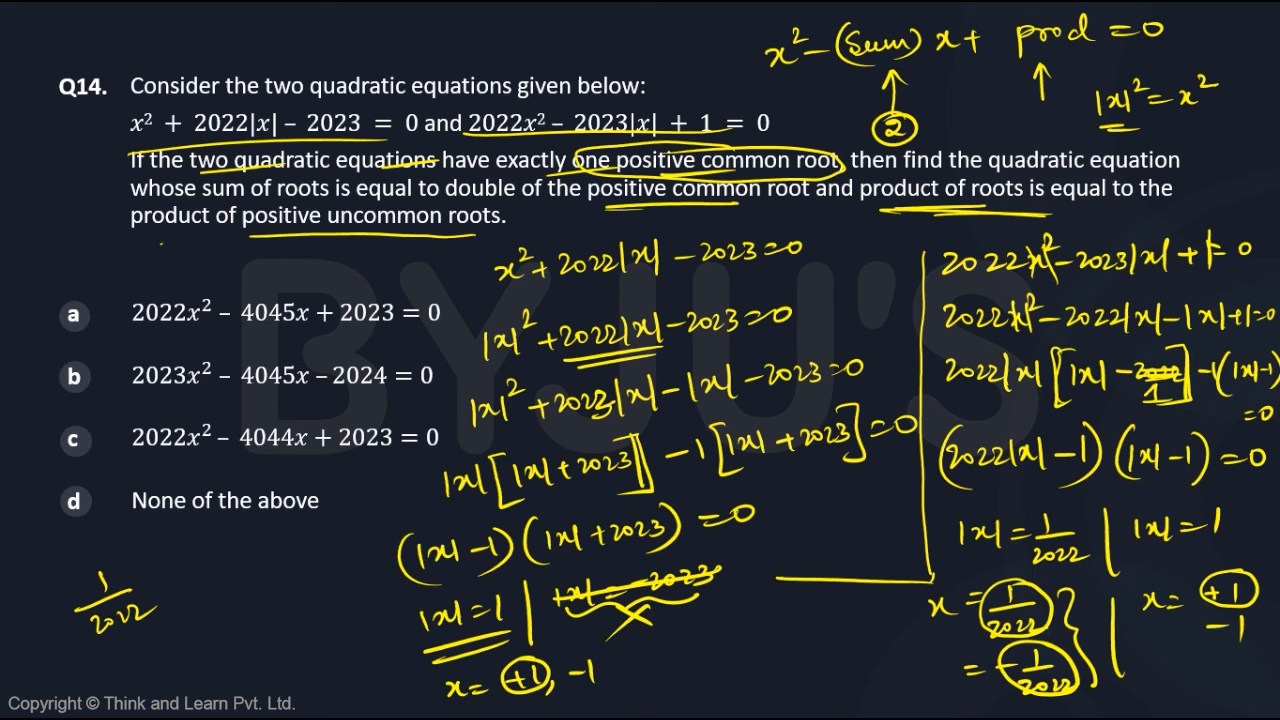 x² – (Sum) x + prod = 0
②
|x|² = x²
Q14. Consider the two quadratic equations given below:
x² + 2022|x| – 2023 = 0 and 2022x² – 2023|x| + 1 = 0
If the two quadratic equations have exactly one positive common root, then find the quadratic equation
whose sum of roots is equal to double of the positive common root and product of roots is equal to the
product of positive uncommon roots.
a 2022x² – 4045x + 2023 = 0
b 2023x² – 4045x – 2024 = 0
c 2022x² – 4044x + 2023 = 0
d None of the above
1/2022
x² + 2022|x| – 2023 = 0
|x|² + 2022|x| – 2023 = 0
|x|² + 2023|x| – |x| – 2023 = 0
|x| [|x| + 2023] – 1 [|x| + 2023] = 0
(|x| – 1) (|x| + 2023) = 0
|x| = 1 | |x| = –2023 ×
x = +1, –1
2022|x|² – 2023|x| + 1 = 0
2022|x|² – 2022|x| – |x| + 1 = 0
2022|x| [|x| – 1] – 1(|x| – 1)
= 0
(2022|x| – 1) (|x| – 1) = 0
|x| = 1/2022 | |x| = 1
x = 1/2022 | x = +1
= – 1/2022 – 1
BYJU'S
Copyright © Think and Learn Pvt. Ltd.